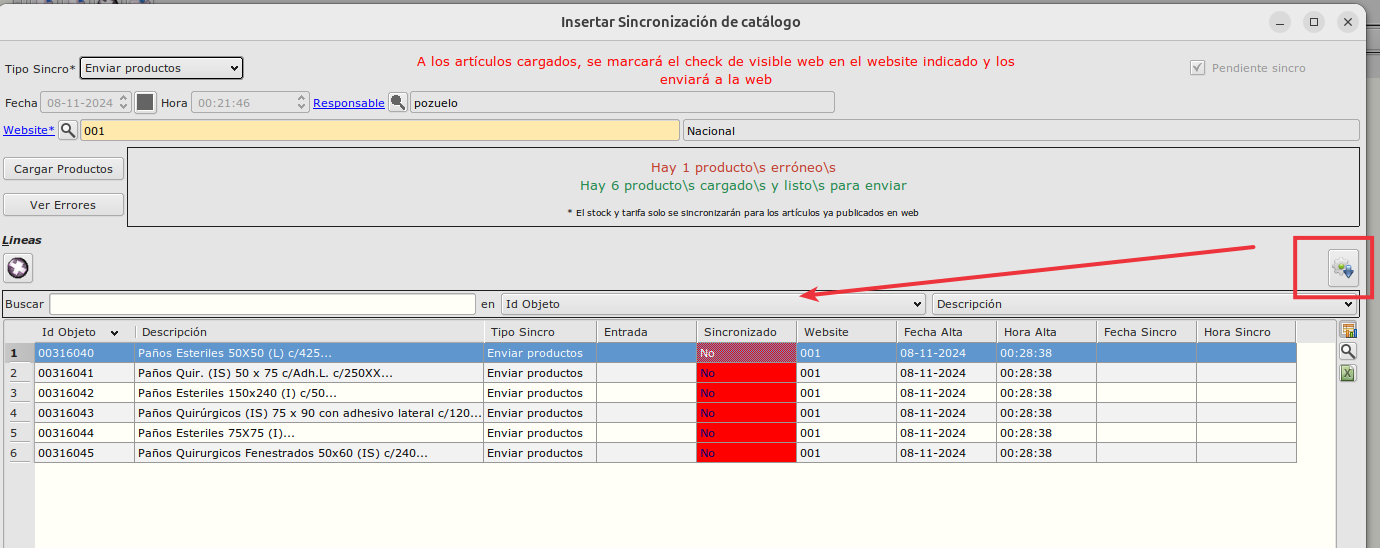 Insertar Sincronización de catálogo
Tipo Sincro* Enviar productos
A los artículos cargados, se marcará el check de visible web en el website indicado y los
enviará a la web
Pendiente sincro
Fecha 08-11-2024 Hora 00:21:46 Responsable pozuelo
Website* 001 Nacional
Cargar Productos
Ver Errores
Hay 1 producto\s erróneo\s
Hay 6 producto\s cargado\s y listo\s para enviar
* El stock y tarifa solo se sincronizarán para los artículos ya publicados en web
Lineas
Buscar en Id Objeto Descripción
Id Objeto Descripción Tipo Sincro Entrada Sincronizado Website Fecha Alta Hora Alta Fecha Sincro Hora Sincro
1 00316040 Paños Esteriles 50X50 (L) c/425... Enviar productos No 001 08-11-2024 00:28:38
2 00316041 Paños Quir. (IS) 50 x 75 c/Adh.L. c/250XX... Enviar productos No 001 08-11-2024 00:28:38
3 00316042 Paños Esteriles 150x240 (I) c/50... Enviar productos No 001 08-11-2024 00:28:38
4 00316043 Paños Quirúrgicos (IS) 75 x 90 con adhesivo lateral c/120... Enviar productos No 001 08-11-2024 00:28:38
5 00316044 Paños Esteriles 75X75 (I)... Enviar productos No 001 08-11-2024 00:28:38
6 00316045 Paños Quirurgicos Fenestrados 50x60 (IS) c/240... Enviar productos No 001 08-11-2024 00:28:38